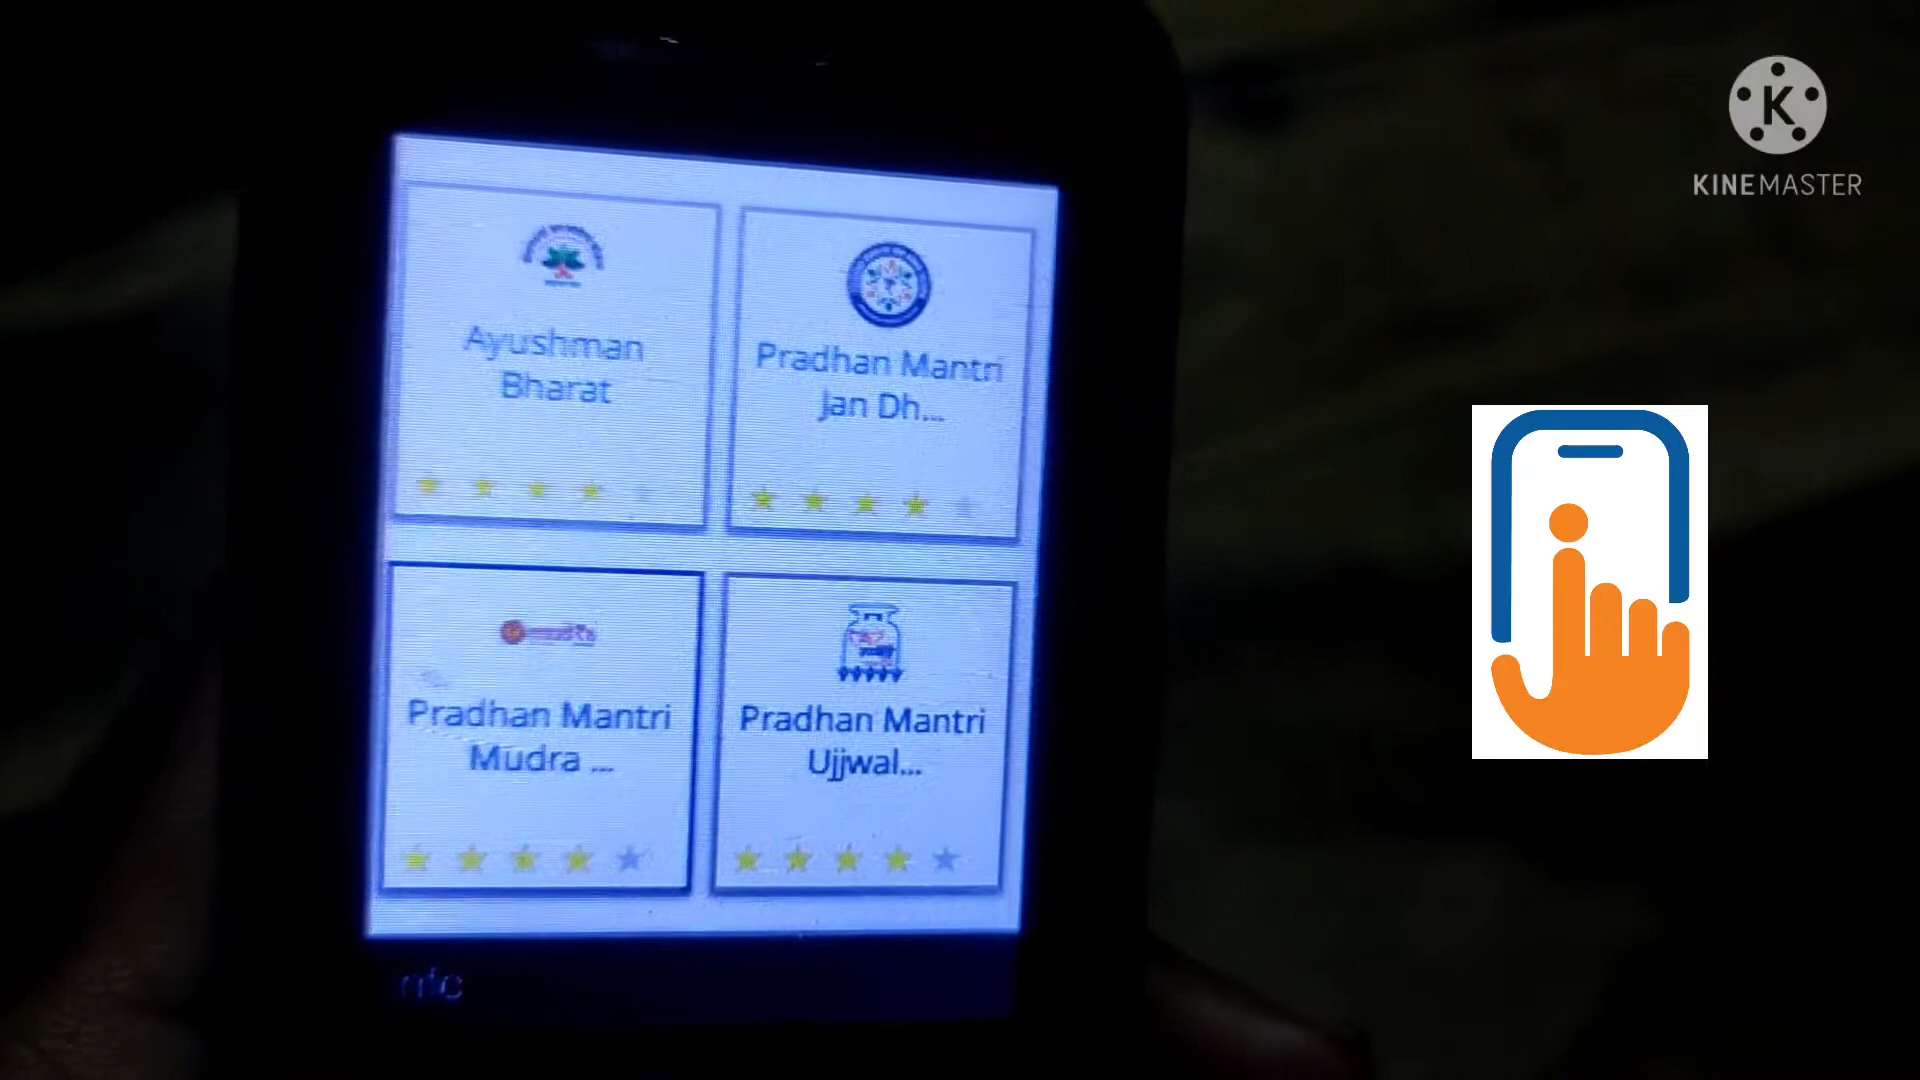 K
KINEMASTER
Ayushman
Bharat
Pradhan Mantri
Jan Dh...
Pradhan Mantri
Mudra ...
Pradhan Mantri
Ujjwal...